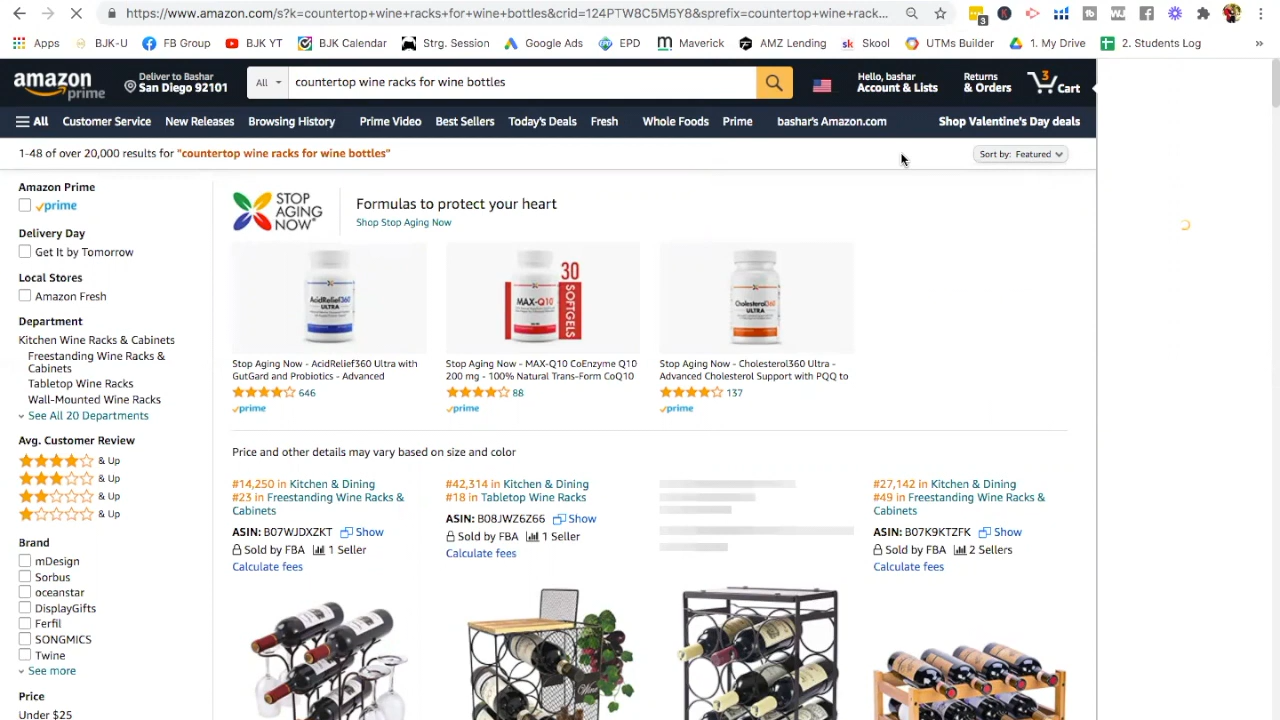 https://www.amazon.com/s?k=countertop+wine+racks+for+wine+bottles&crid=124PTW8C5M5Y8&sprefix=countertop+wine+rack...
3
Apps BJK-U FB Group BJK YT BJK Calendar Strg. Session Google Ads EPD Maverick AMZ Lending sk Skool UTMs Builder 1. My Drive 2. Students Log »
amazon prime
Deliver to Bashar
San Diego 92101
All
countertop wine racks for wine bottles
Hello, bashar
Account & Lists
Returns
& Orders
3
Cart
All Customer Service New Releases Browsing History Prime Video Best Sellers Today's Deals Fresh Whole Foods Prime bashar's Amazon.com Shop Valentine's Day deals
1-48 of over 20,000 results for "countertop wine racks for wine bottles"
Sort by: Featured
Amazon Prime
prime
Delivery Day
Get It by Tomorrow
Local Stores
Amazon Fresh
Department
Kitchen Wine Racks & Cabinets
Freestanding Wine Racks &
Cabinets
Tabletop Wine Racks
Wall-Mounted Wine Racks
See All 20 Departments
Avg. Customer Review
& Up
& Up
& Up
& Up
Brand
mDesign
Sorbus
oceanstar
DisplayGifts
Ferfil
SONGMICS
Twine
See more
Price
Under $25
STOP
AGING
NOW
Formulas to protect your heart
Shop Stop Aging Now
AcidRelief360
ULTRA
Stop Aging Now - AcidRelief360 Ultra with
GutGard and Probiotics - Advanced
646
prime
MAX-Q10
30
SOFTGELS
Stop Aging Now - MAX-Q10 CoEnzyme Q10
200 mg - 100% Natural Trans-Form CoQ10
88
prime
Cholesterol360
ULTRA
Stop Aging Now - Cholesterol360 Ultra -
Advanced Cholesterol Support with PQQ to
137
prime
Price and other details may vary based on size and color
#14,250 in Kitchen & Dining
#23 in Freestanding Wine Racks &
Cabinets
ASIN: B07WJDXZKT Show
Sold by FBA 1 Seller
Calculate fees
#42,314 in Kitchen & Dining
#18 in Tabletop Wine Racks
ASIN: B08JWZ6Z66 Show
Sold by FBA 1 Seller
Calculate fees
#27,142 in Kitchen & Dining
#49 in Freestanding Wine Racks &
Cabinets
ASIN: B07K9KTZFK Show
Sold by FBA 2 Sellers
Calculate fees